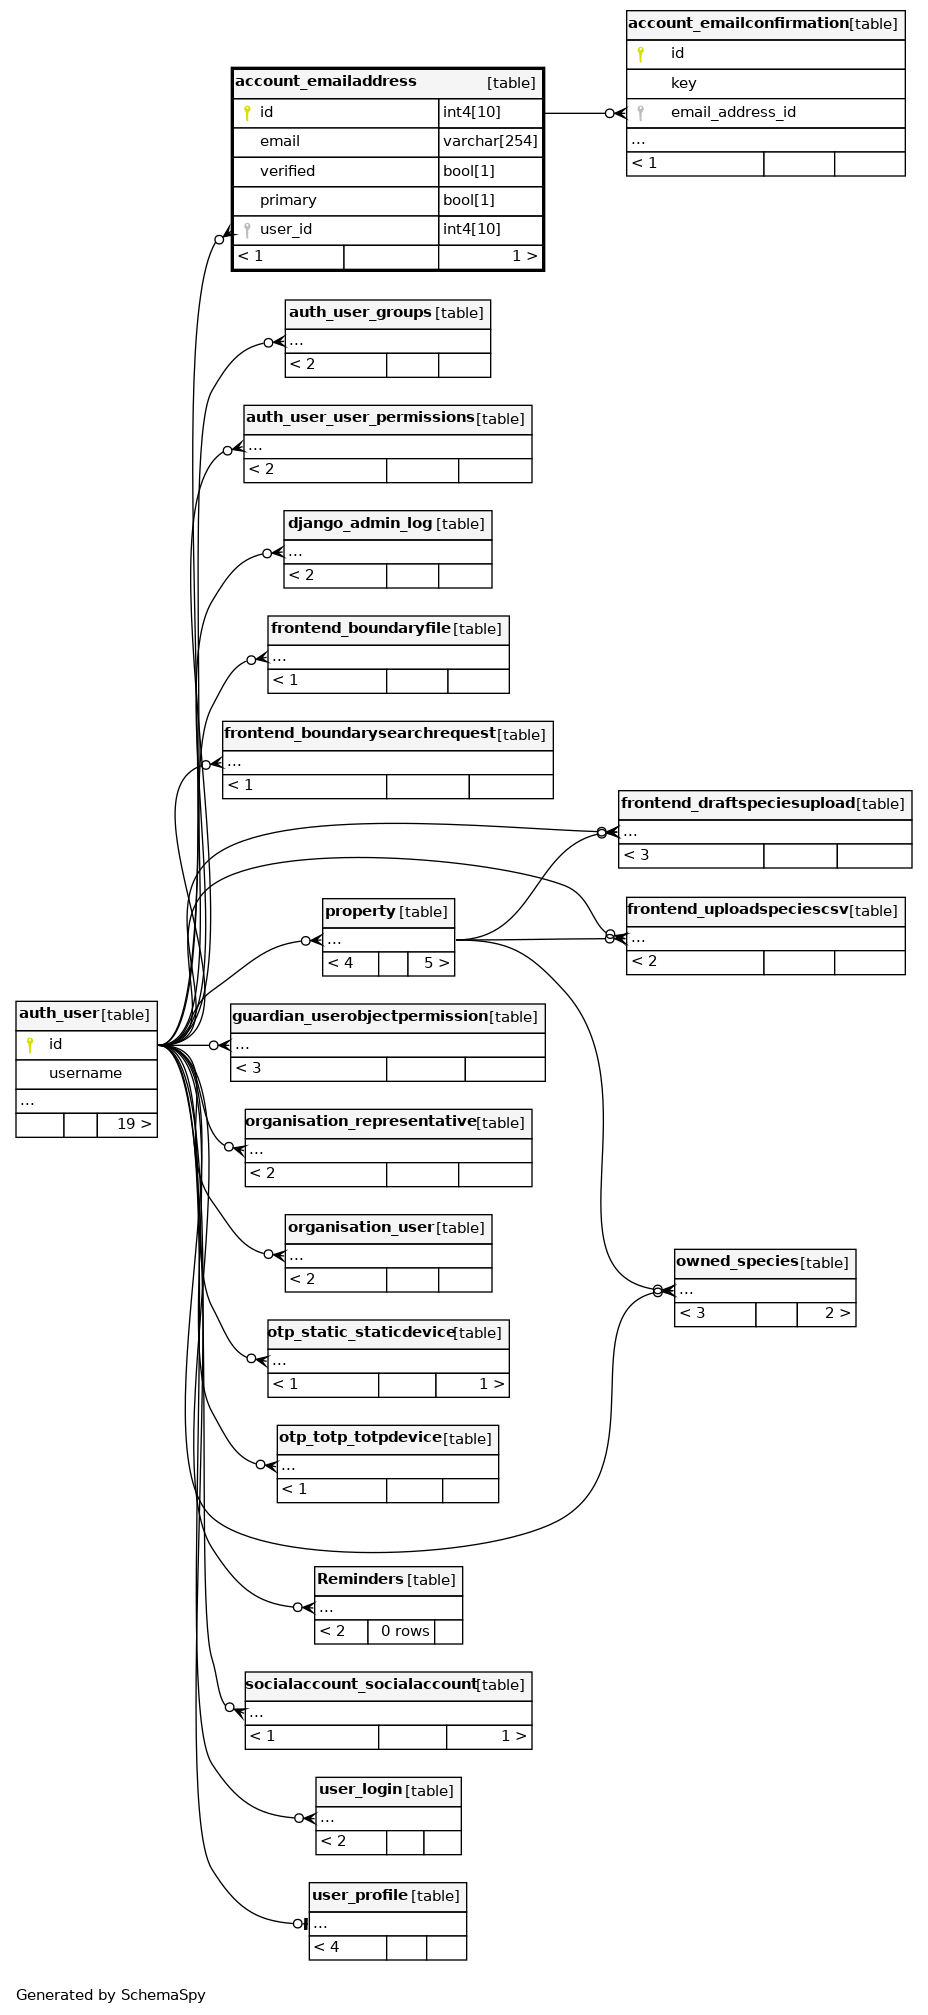 account_emailconfirmation [table]
id
key
email_address_id
...
< 1
account_emailaddress [table]
id int4[10]
email varchar[254]
verified bool[1]
primary bool[1]
user_id int4[10]
< 1 1 >
auth_user_groups [table]
...
< 2
auth_user_user_permissions [table]
...
< 2
django_admin_log [table]
...
< 2
frontend_boundaryfile [table]
...
< 1
frontend_boundarysearchrequest [table]
...
< 1
frontend_draftspeciesupload [table]
...
< 3
property [table]
...
< 4 5 >
frontend_uploadspeciescsv [table]
...
< 2
auth_user [table]
id
username
...
19 >
guardian_userobjectpermission [table]
...
< 3
organisation_representative [table]
...
< 2
organisation_user [table]
...
< 2
owned_species [table]
...
< 3 2 >
otp_static_staticdevice [table]
...
< 1 1 >
otp_totp_totpdevice [table]
...
< 1
Reminders [table]
...
< 2 0 rows
socialaccount_socialaccount [table]
...
< 1 1 >
user_login [table]
...
< 2
user_profile [table]
...
< 4
Generated by SchemaSpy